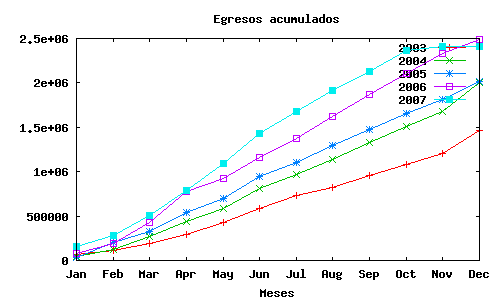 Egresos acumulados
2.5e+06
2e+06
1.5e+06
1e+06
500000
0
2003
2004
2005
2006
2007
Jan Feb Mar Apr May Jun Jul Aug Sep Oct Nov Dec
Meses